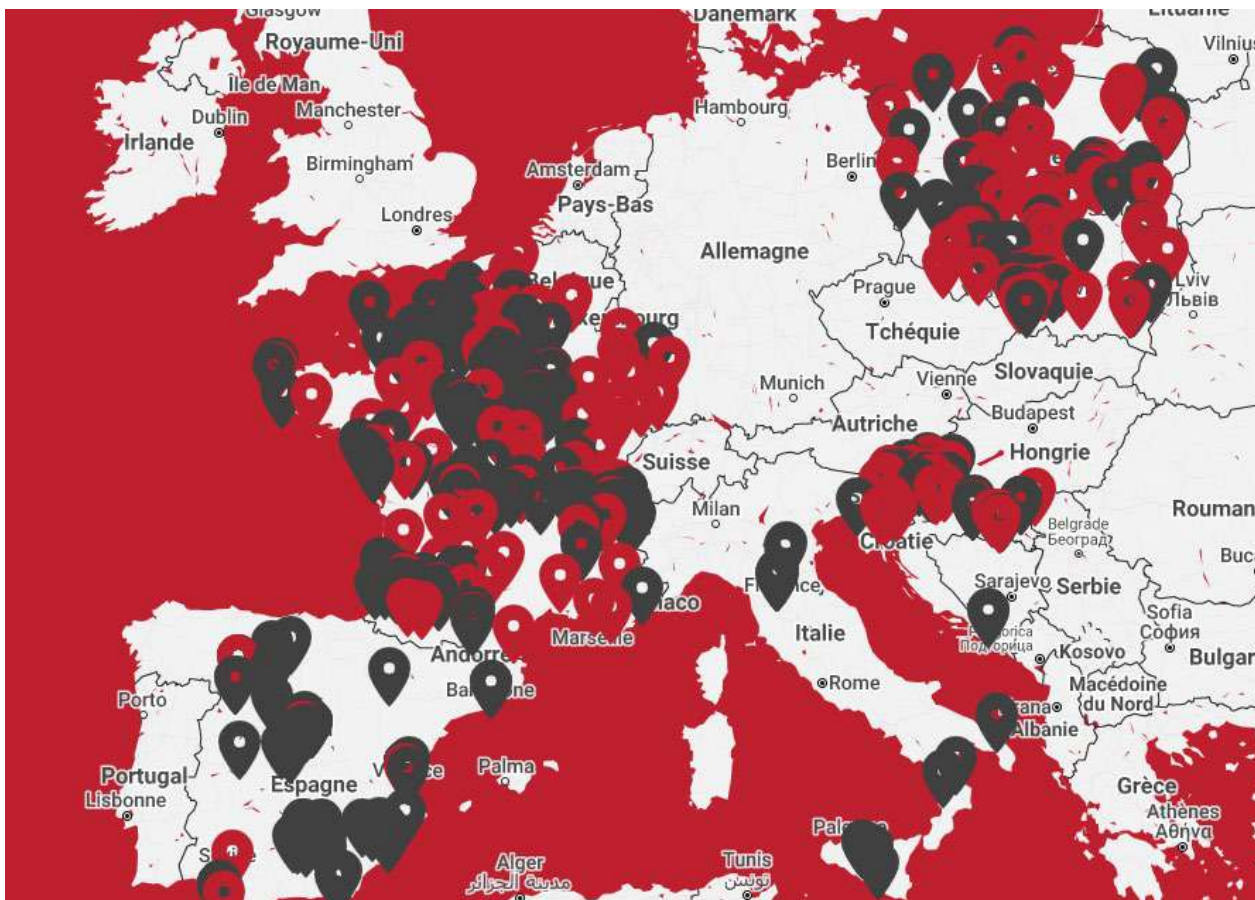 Glasgow
Danemark
Lituanie
Royaume-Uni
Vilnius
Île de Man
Dublin
Manchester
Hambourg
Irlande
Birmingham
Amsterdam
Berlin
Pays-Bas
Londres
Allemagne
Prague
Lviv
Львів
Tchéquie
Slovaquie
Munich
Vienne
Budapest
Autriche
Suisse
Hongrie
Milan
Rouman
Belgrade
Београд
Croatie
Buc
Sarajevo
Serbie
Sofia
София
Italie
Marseille
Kosovo
Bulgar
Andorre
Rome
Macédoine
du Nord
Porto
Albanie
Palma
Portugal
Espagne
Grèce
Lisbonne
Athènes
Αθήνα
Alger
مدينة الجزائر
Tunis
تونس